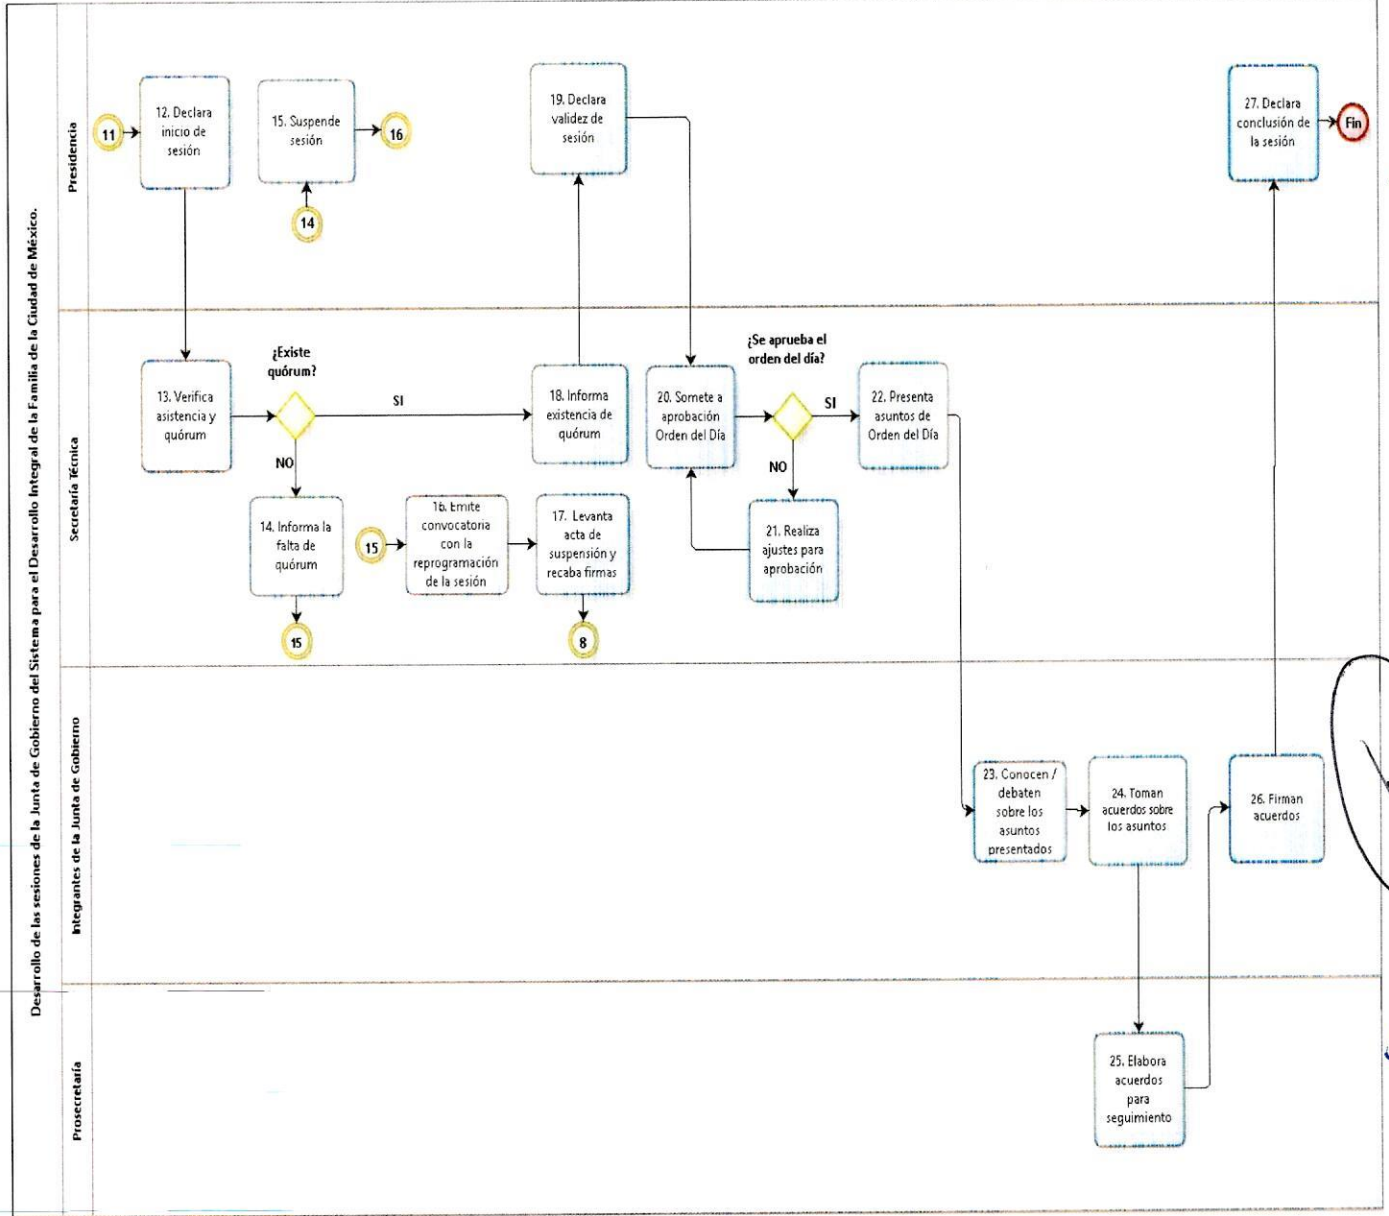 Desarrollo de las sesiones de la Junta de Gobierno del Sistema para el Desarrollo Integral de la Familia de la Ciudad de México.
Presidencia
11
12. Declara
inicio de
sesión
15. Suspende
sesión
16
14
19. Declara
validez de
sesión
27. Declara
conclusión de
la sesión
Fin
Secretaría Técnica
13. Verifica
asistencia y
quórum
¿Existe
quórum?
SI
NO
18. Informa
existencia de
quórum
20. Somete a
aprobación
Orden del Día
¿Se aprueba el
orden del día?
SI
NO
22. Presenta
asuntos de
Orden del Día
14. Informa la
falta de
quórum
15
15
16. Emite
convocatoria
con la
reprogramación
de la sesión
17. Levanta
acta de
suspensión y
recaba firmas
8
21. Realiza
ajustes para
aprobación
Integrantes de la Junta de Gobierno
23. Conocen /
debaten
sobre los
asuntos
presentados
24. Toman
acuerdos sobre
los asuntos
26. Firman
acuerdos
Prosecretaría
25. Elabora
acuerdos
para
seguimiento